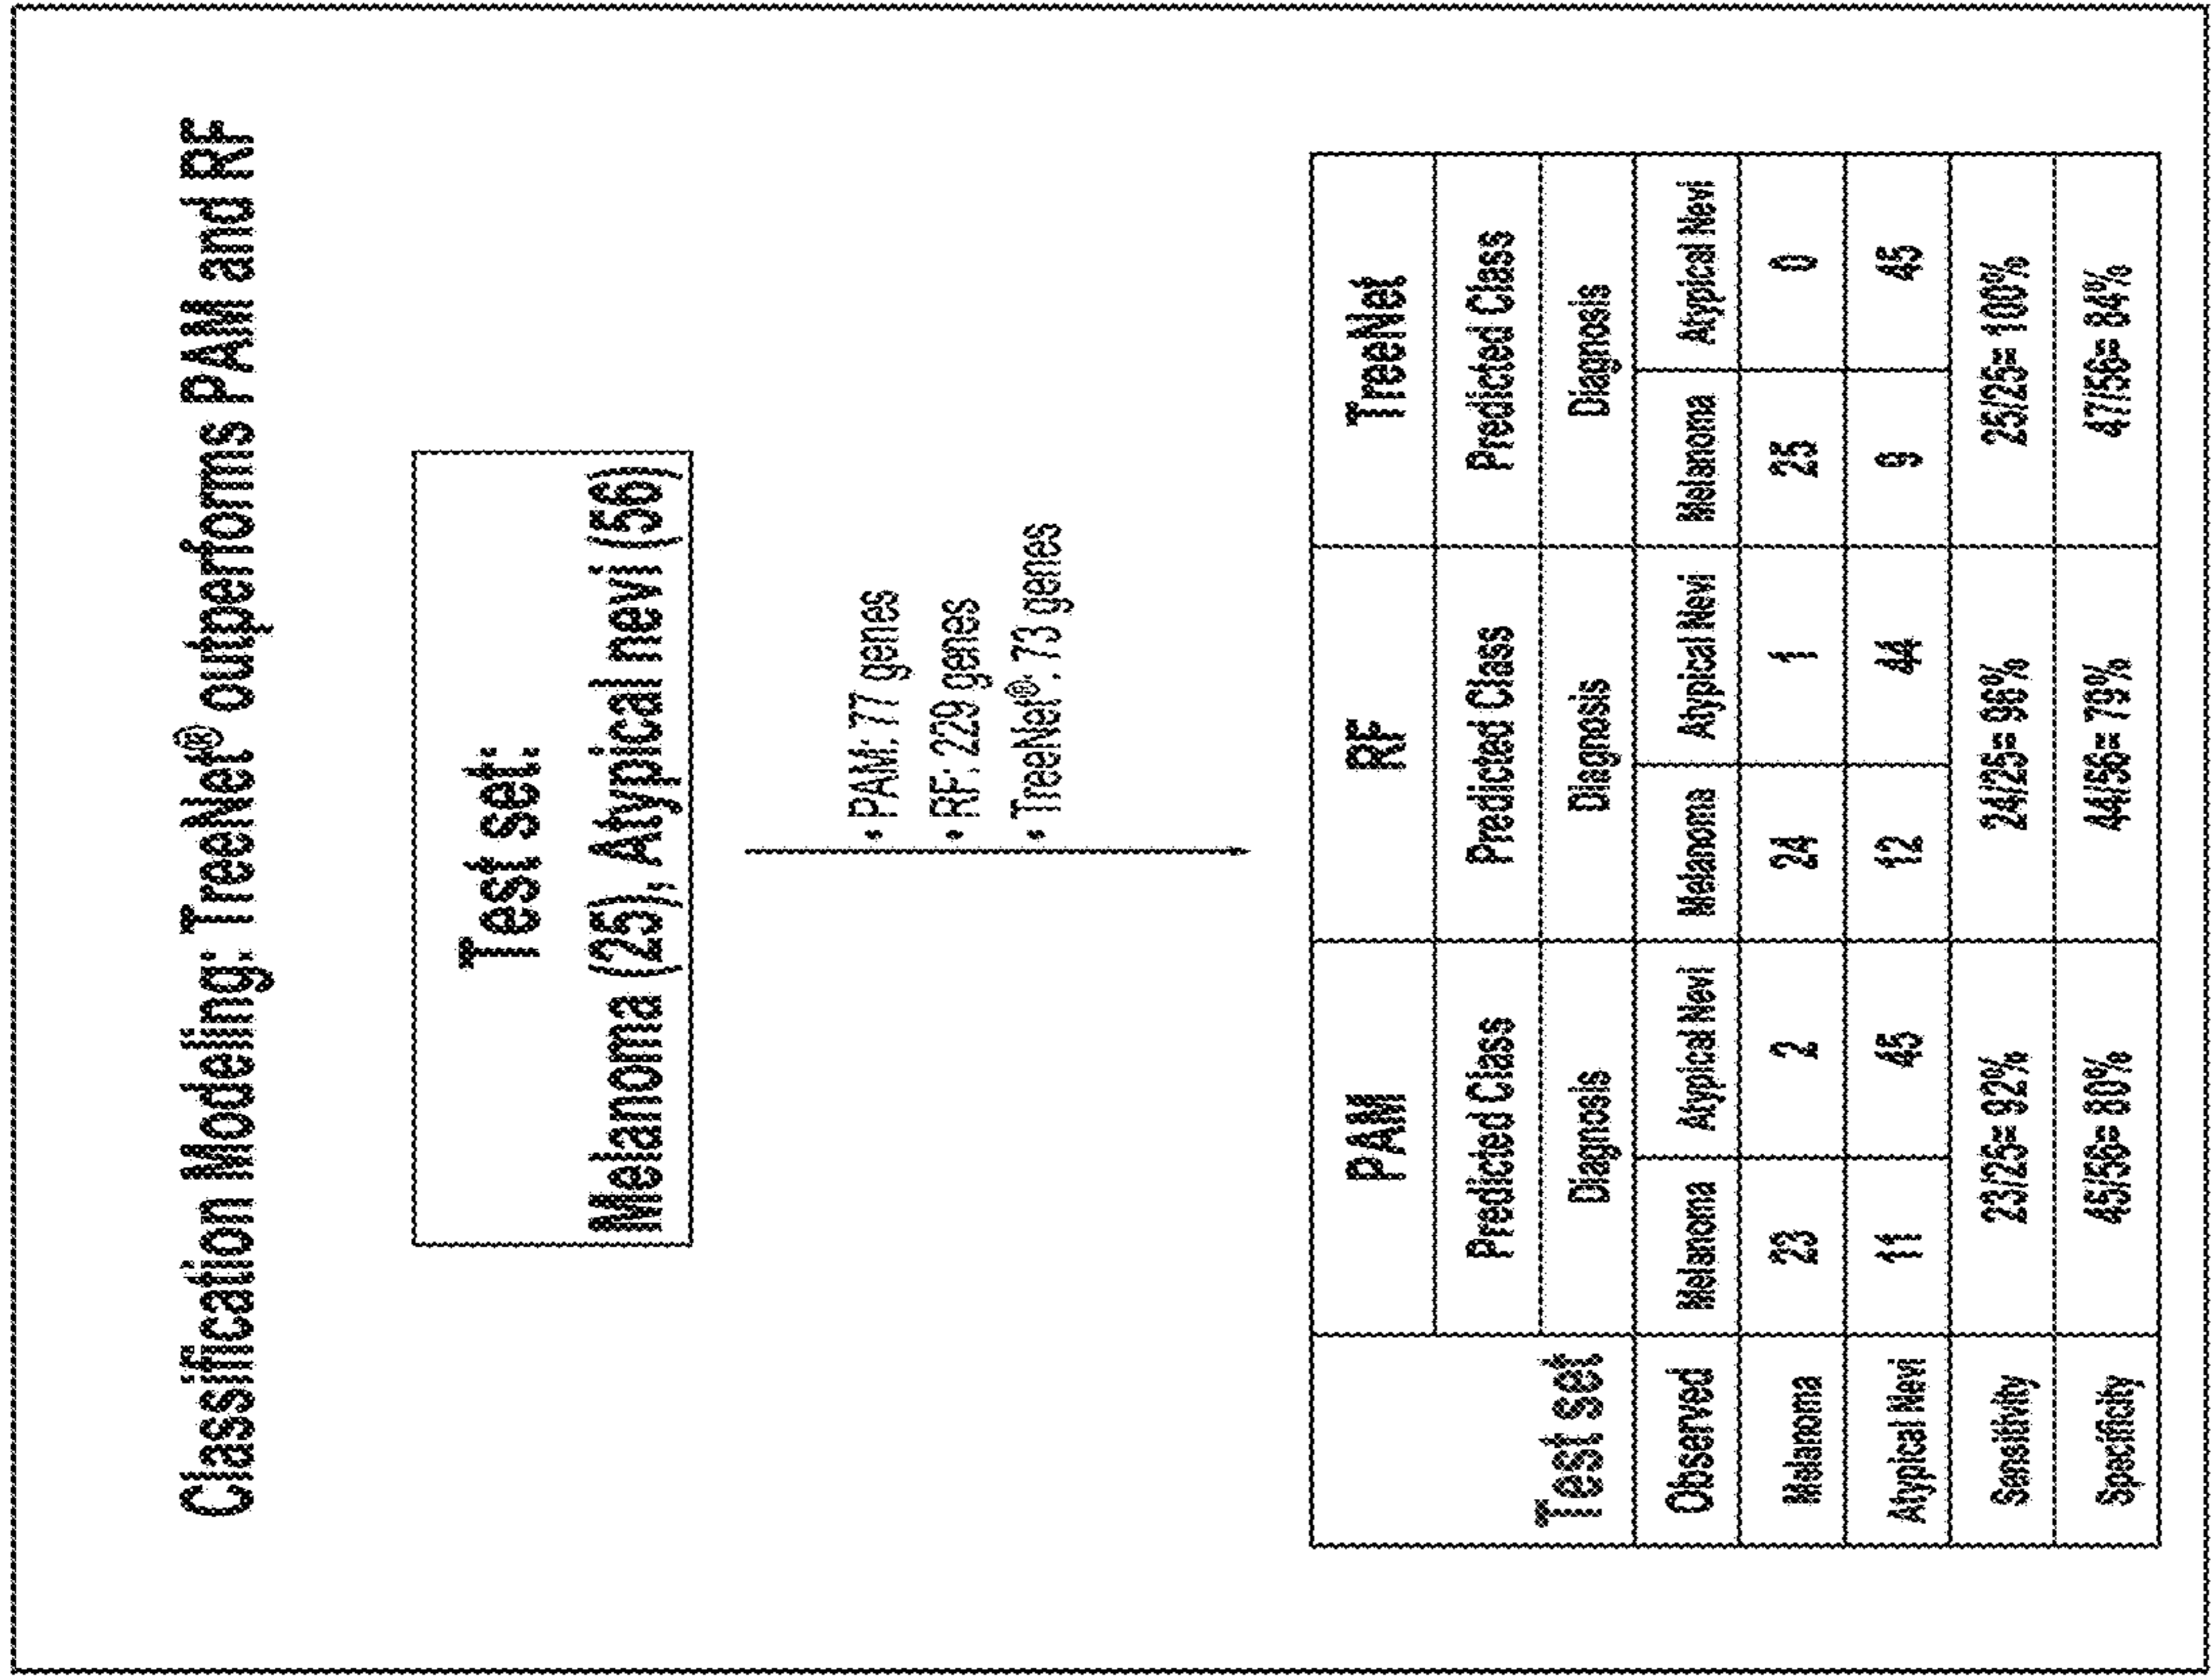 Classification Modeling: TreeNet® outperforms PAM and RF
Test set:
Melanoma (25), Atypical nevi (56)
• PAM: 77 genes
• RF: 229 genes
• TreeNet®: 73 genes
Test set PAM RF TreeNet
Predicted Class Predicted Class Predicted Class
Diagnosis Diagnosis Diagnosis
Observed Melanoma Atypical Nevi Melanoma Atypical Nevi Melanoma Atypical Nevi
Melanoma 23 2 24 1 25 0
Atypical Nevi 11 45 12 44 9 45
Sensitivity 23/25= 92% 24/25= 96% 25/25= 100%
Specificity 45/56= 80% 44/56= 79% 47/56= 84%